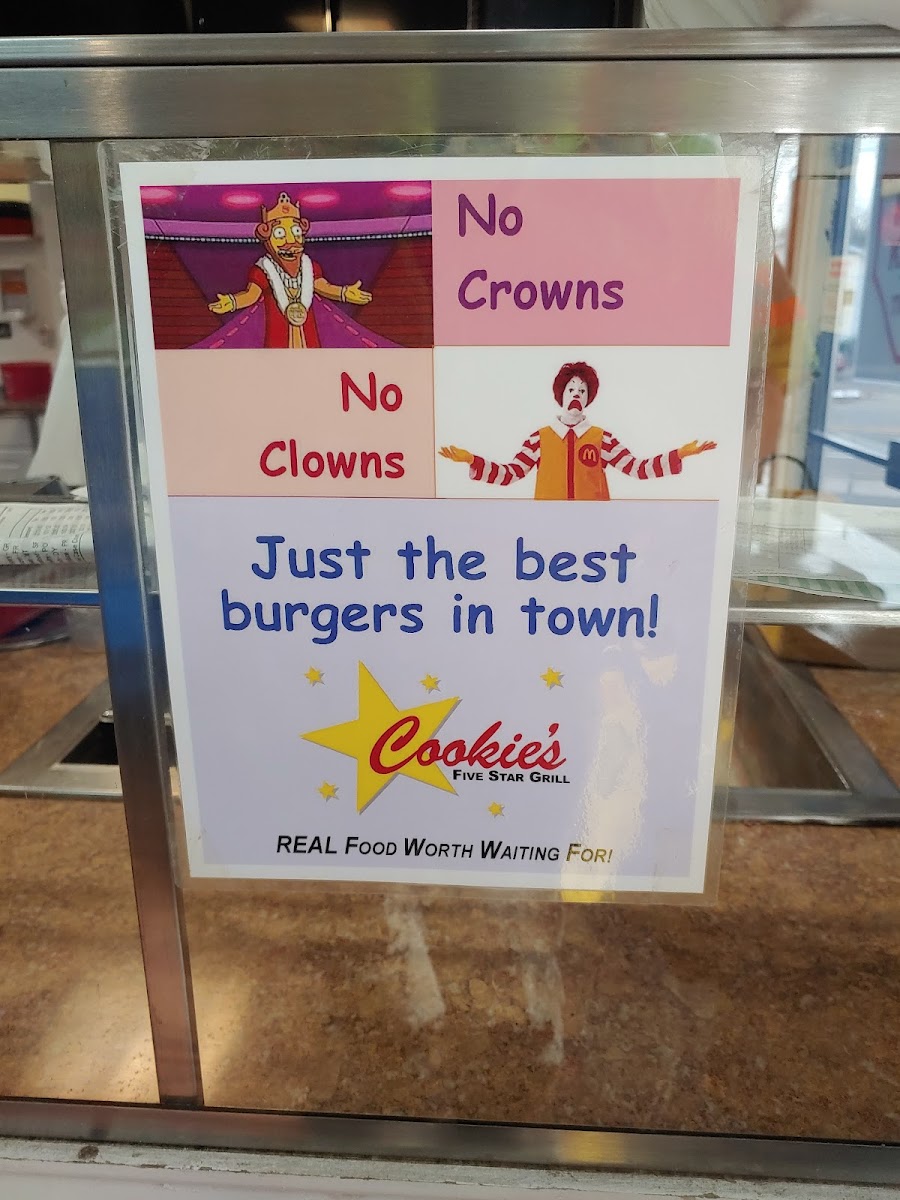 No
Crowns
No
Clowns
Just the best
burgers in town!
Cookie's
FIVE STAR GRILL
REAL FOOD WORTH WAITING FOR!